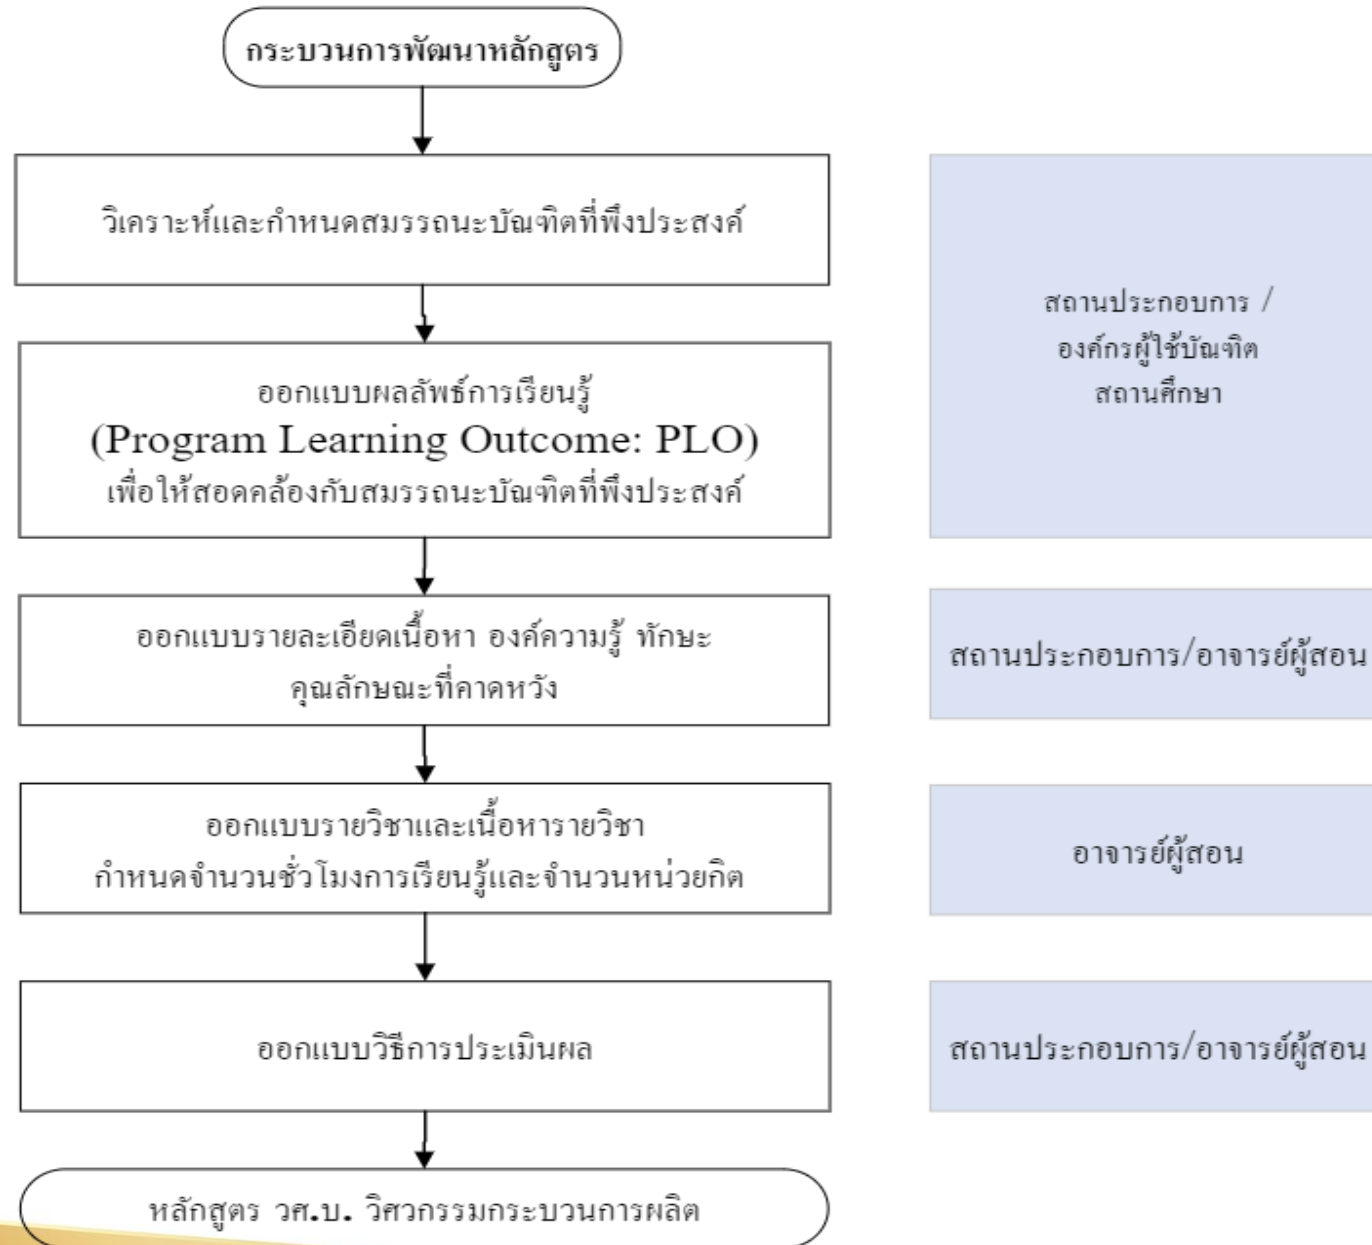 กระบวนการพัฒนาหลักสูตร
วิเคราะห์และกำหนดสมรรถนะบัณฑิตที่พึงประสงค์
ออกแบบผลลัพธ์การเรียนรู้
(Program Learning Outcome: PLO)
เพื่อให้สอดคล้องกับสมรรถนะบัณฑิตที่พึงประสงค์
สถานประกอบการ /
องค์กรผู้ใช้บัณฑิต
สถานศึกษา
ออกแบบรายละเอียดเนื้อหา องค์ความรู้ ทักษะ
คุณลักษณะที่คาดหวัง
สถานประกอบการ/อาจารย์ผู้สอน
ออกแบบรายวิชาและเนื้อหารายวิชา
กำหนดจำนวนชั่วโมงการเรียนรู้และจำนวนหน่วยกิต
อาจารย์ผู้สอน
ออกแบบวิธีการประเมินผล
สถานประกอบการ/อาจารย์ผู้สอน
หลักสูตร วศ.บ. วิศวกรรมกระบวนการผลิต